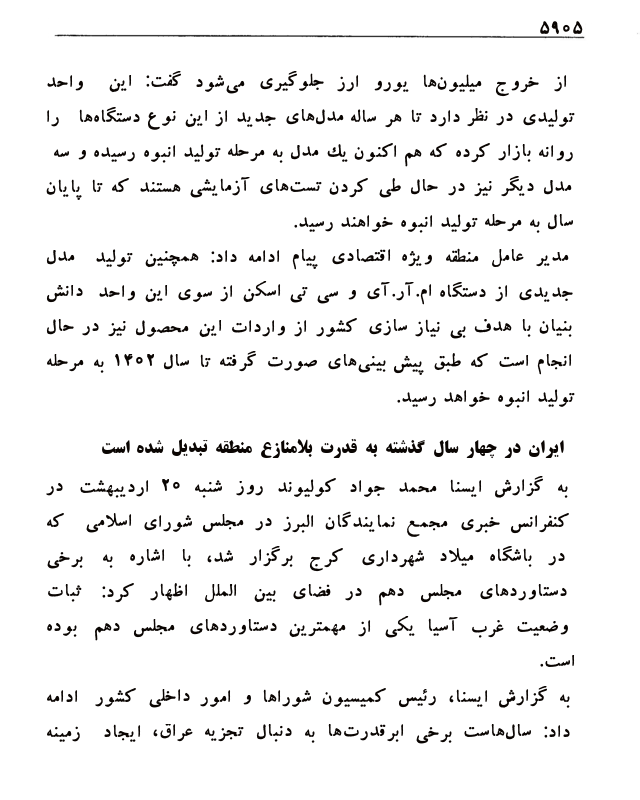 ۵۹۰۵
از خروج میلیون‌ها یورو ارز جلوگیری می‌شود گفت: این واحد
تولیدی در نظر دارد تا هر ساله مدل‌های جدید از این نوع دستگاه‌ها را
روانه بازار کرده که هم اکنون یك مدل به مرحله تولید انبوه رسیده و سه
مدل دیگر نیز در حال طی کردن تست‌های آزمایشی هستند که تا پایان
سال به مرحله تولید انبوه خواهند رسید.
مدیر عامل منطقه ویژه اقتصادی پیام ادامه داد: همچنین تولید مدل
جدیدی از دستگاه ام.آر.آی و سی تی اسکن از سوی این واحد دانش
بنیان با هدف بی نیاز سازی کشور از واردات این محصول نیز در حال
انجام است که طبق پیش بینی‌های صورت گرفته تا سال ۱۴۰۲ به مرحله
تولید انبوه خواهد رسید.
ایران در چهار سال گذشته به قدرت بلامنازع منطقه تبدیل شده است
به گزارش ایسنا محمد جواد کولیوند روز شنبه ۲۰ اردیبهشت در
کنفرانس خبری مجمع نمایندگان البرز در مجلس شورای اسلامی که
در باشگاه میلاد شهرداری کرج برگزار شد، با اشاره به برخی
دستاوردهای مجلس دهم در فضای بین الملل اظهار کرد: ثبات
وضعیت غرب آسیا یکی از مهمترین دستاوردهای مجلس دهم بوده
است.
به گزارش ایسنا، رئیس کمیسیون شوراها و امور داخلی کشور ادامه
داد: سال‌هاست برخی ابرقدرت‌ها به دنبال تجزیه عراق، ایجاد زمینه